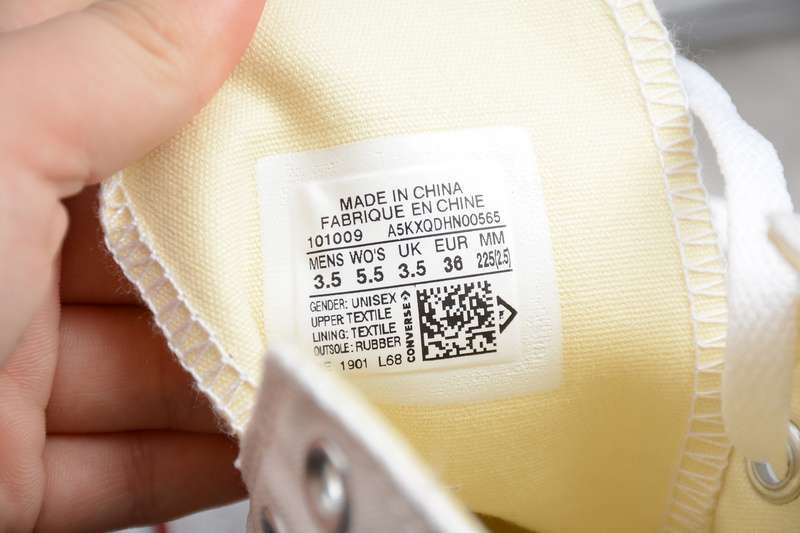 MADE IN CHINA
FABRIQUE EN CHINE
101009 A5KXQDHN00565
MENS WO'S UK EUR MM
3.5 5.5 3.5 36 225(2.5)
GENDER: UNISEX
UPPER: TEXTILE
LINING: TEXTILE
OUTSOLE: RUBBER
1901 L68
CONVERSE